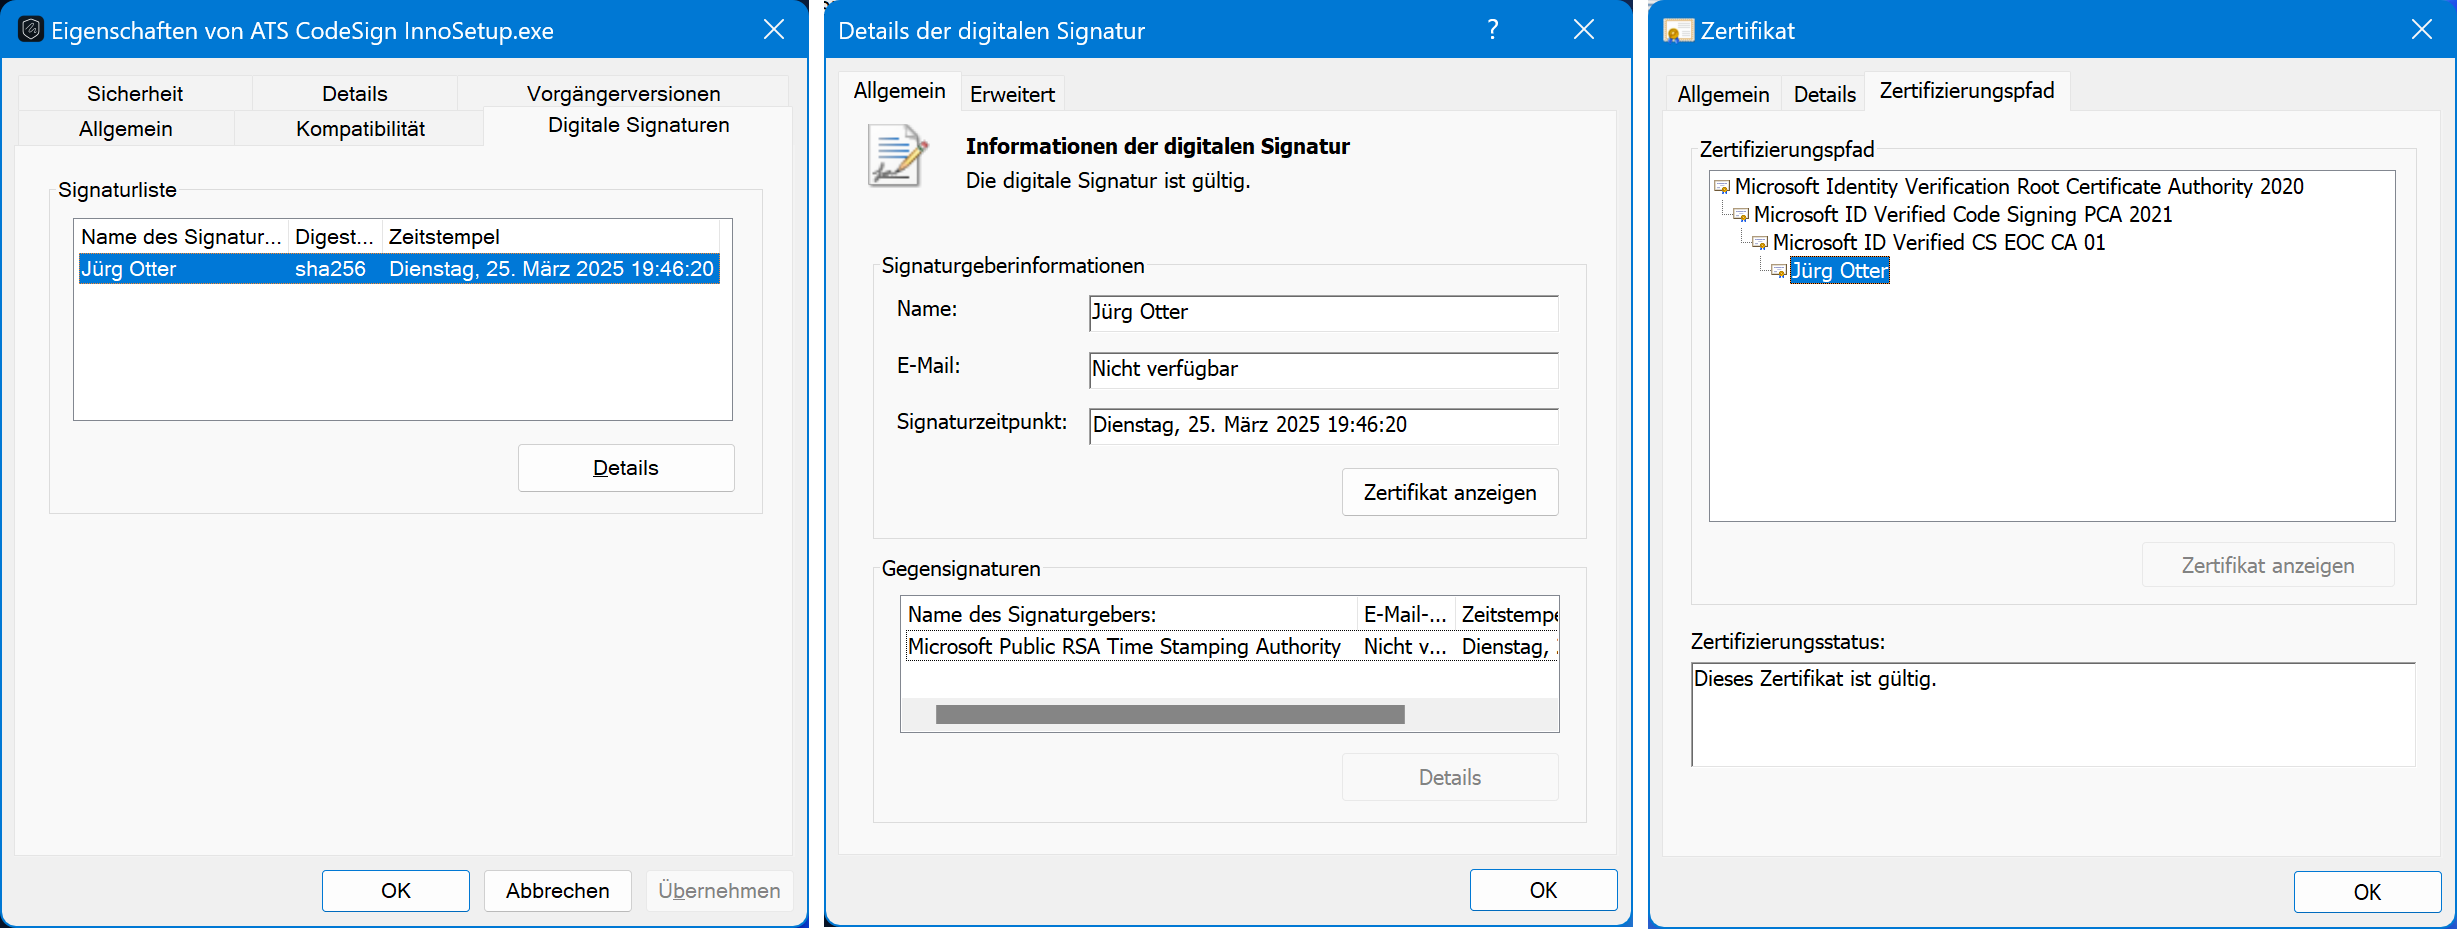 Eigenschaften von ATS CodeSign InnoSetup.exe
Sicherheit Details Vorgängerversionen
Allgemein Kompatibilität Digitale Signaturen
Signaturliste
Name des Signatur... Digest... Zeitstempel
Jürg Otter sha256 Dienstag, 25. März 2025 19:46:20
Details
OK Abbrechen Übernehmen
Details der digitalen Signatur ?
Allgemein Erweitert
Informationen der digitalen Signatur
Die digitale Signatur ist gültig.
Signaturgeberinformationen
Name: Jürg Otter
E-Mail: Nicht verfügbar
Signaturzeitpunkt: Dienstag, 25. März 2025 19:46:20
Zertifikat anzeigen
Gegensignaturen
Name des Signaturgebers: E-Mail-... Zeitstempe
Microsoft Public RSA Time Stamping Authority Nicht v... Dienstag,
Details
OK
Zertifikat
Allgemein Details Zertifizierungspfad
Zertifizierungspfad
Microsoft Identity Verification Root Certificate Authority 2020
Microsoft ID Verified Code Signing PCA 2021
Microsoft ID Verified CS EOC CA 01
Jürg Otter
Zertifikat anzeigen
Zertifizierungsstatus:
Dieses Zertifikat ist gültig.
OK